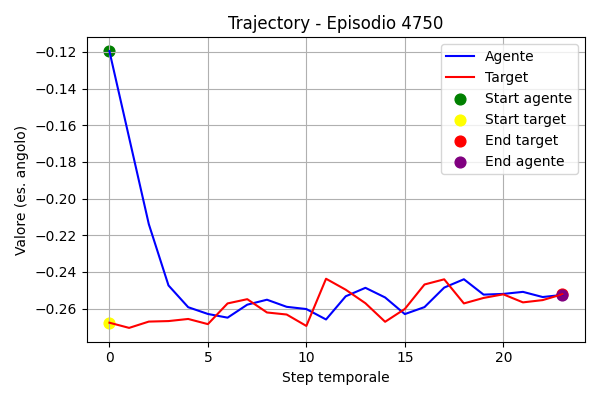 Trajectory - Episodio 4750
Agente
Target
Start agente
Start target
End target
End agente
Valore (es. angolo)
−0.12
−0.14
−0.16
−0.18
−0.20
−0.22
−0.24
−0.26
0 5 10 15 20
Step temporale